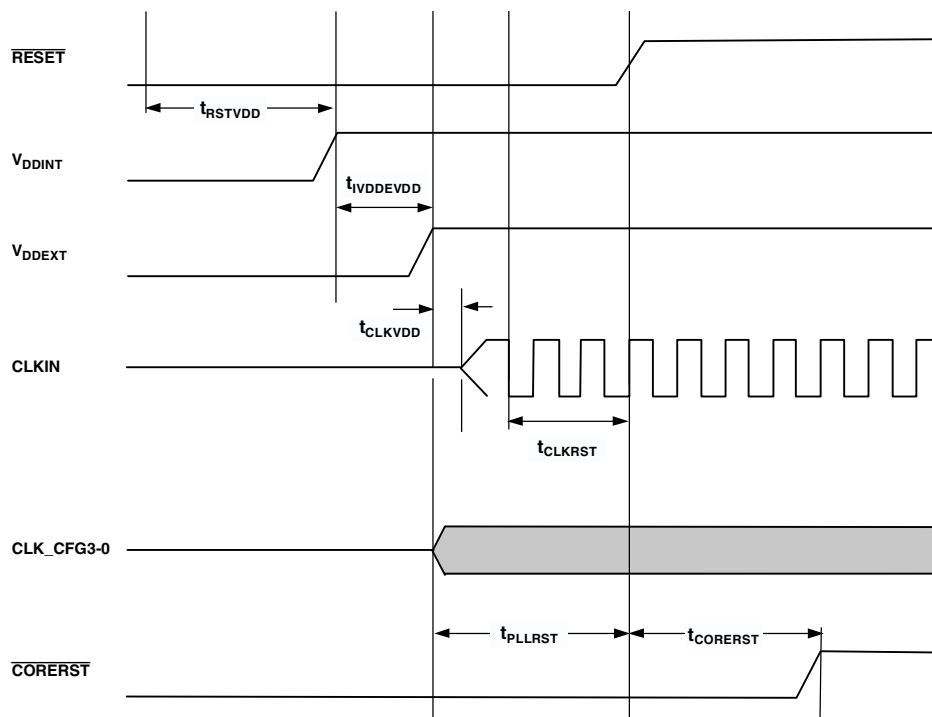 RESET
tRSTVDD
VDDINT
tIVDDEVDD
VDDEXT
tCLKVDD
CLKIN
tCLKRST
CLK_CFG3-0
tPLLRST
tCORERST
CORERST